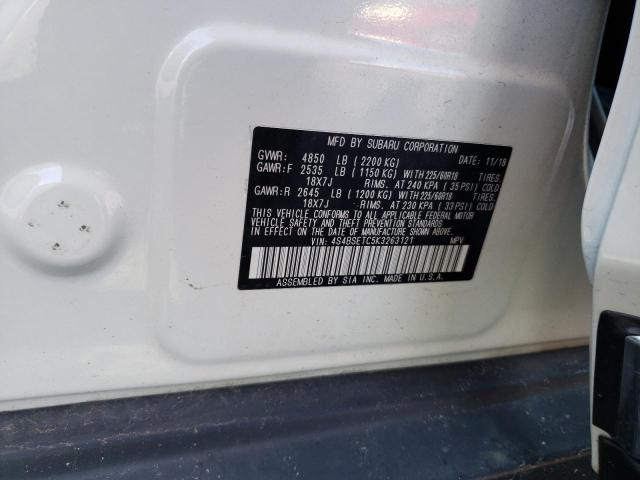 MFD BY SUBARU CORPORATION
GVWR: 4850 LB ( 2200 KG) DATE: 11/18
GAWR:F 2535 LB ( 1150 KG) WITH 225/60R18 TIRES,
18X7J RIMS. AT 240 KPA ( 35 PSI) COLD
GAWR:R 2645 LB ( 1200 KG) WITH 225/60R18 TIRES,
18X7J RIMS. AT 230 KPA ( 33 PSI) COLD
THIS VEHICLE CONFORMS TO ALL APPLICABLE FEDERAL MOTOR
VEHICLE SAFETY AND THEFT PREVENTION STANDARDS
IN EFFECT ON THE DATE OF MANUFACTURE SHOWN ABOVE.
VIN: 4S4BSETC5K3263121 MPV
ASSEMBLED BY SIA INC. MADE IN U.S.A.